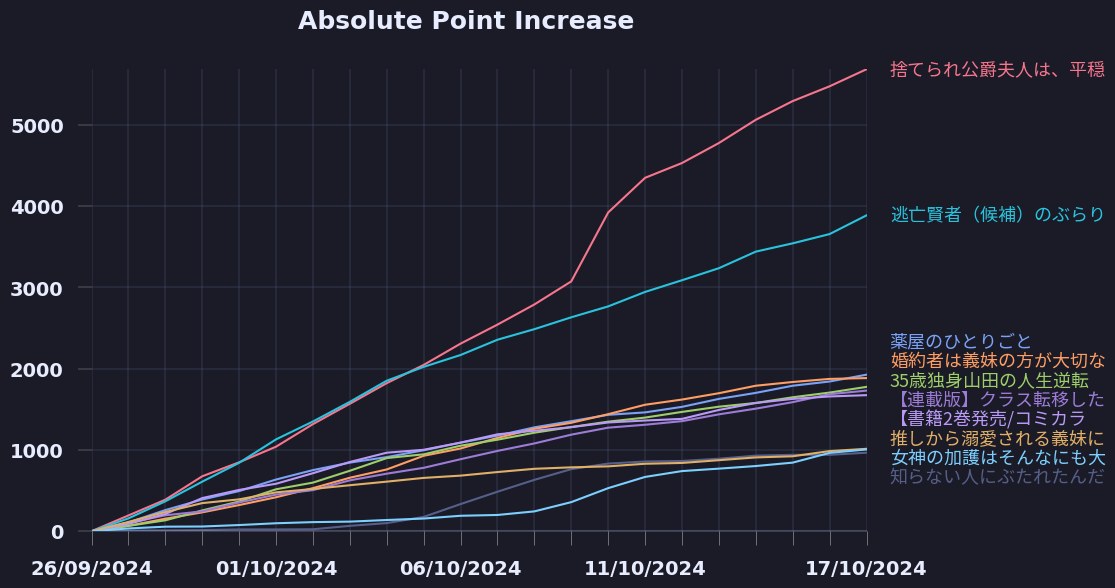 Absolute Point Increase
捨てられ公爵夫人は、平穏
5000
4000
逃亡賢者（候補）のぶらり
3000
薬屋のひとりごと
2000
婚約者は義妹の方が大切な
35歳独身山田の人生逆転
【連載版】クラス転移した
【書籍2巻発売/コミカラ
1000
推しから溺愛される義妹に
女神の加護はそんなにも大
知らない人にぶたれたんだ
0
26/09/2024
01/10/2024
06/10/2024
11/10/2024
17/10/2024